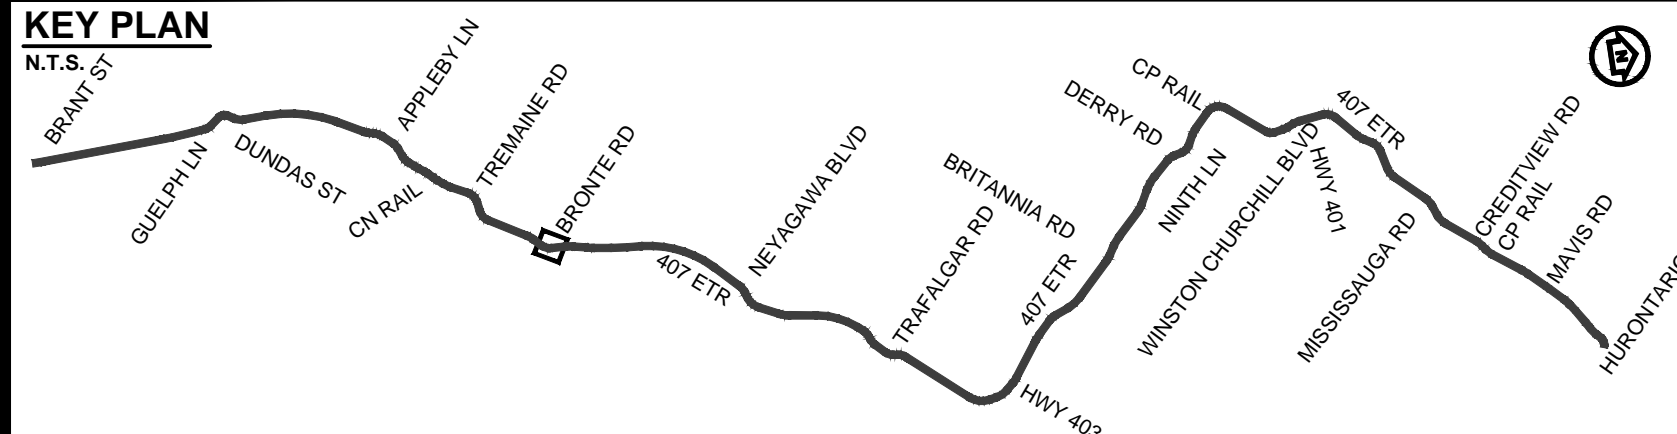 KEY PLAN
N.T.S.
BRANT ST
GUELPH LN
DUNDAS ST
CN RAIL
APPLEBY LN
TREMAINE RD
BRONTE RD
407 ETR
NEYAGAWA BLVD
TRAFALGAR RD
HWY 403
407 ETR
BRITANNIA RD
DERRY RD
CP RAIL
NINTH LN
WINSTON CHURCHILL BLVD
HWY 401
407 ETR
MISSISSAUGA RD
CREDITVIEW RD
CP RAIL
MAVIS RD
HURONTARIO
N